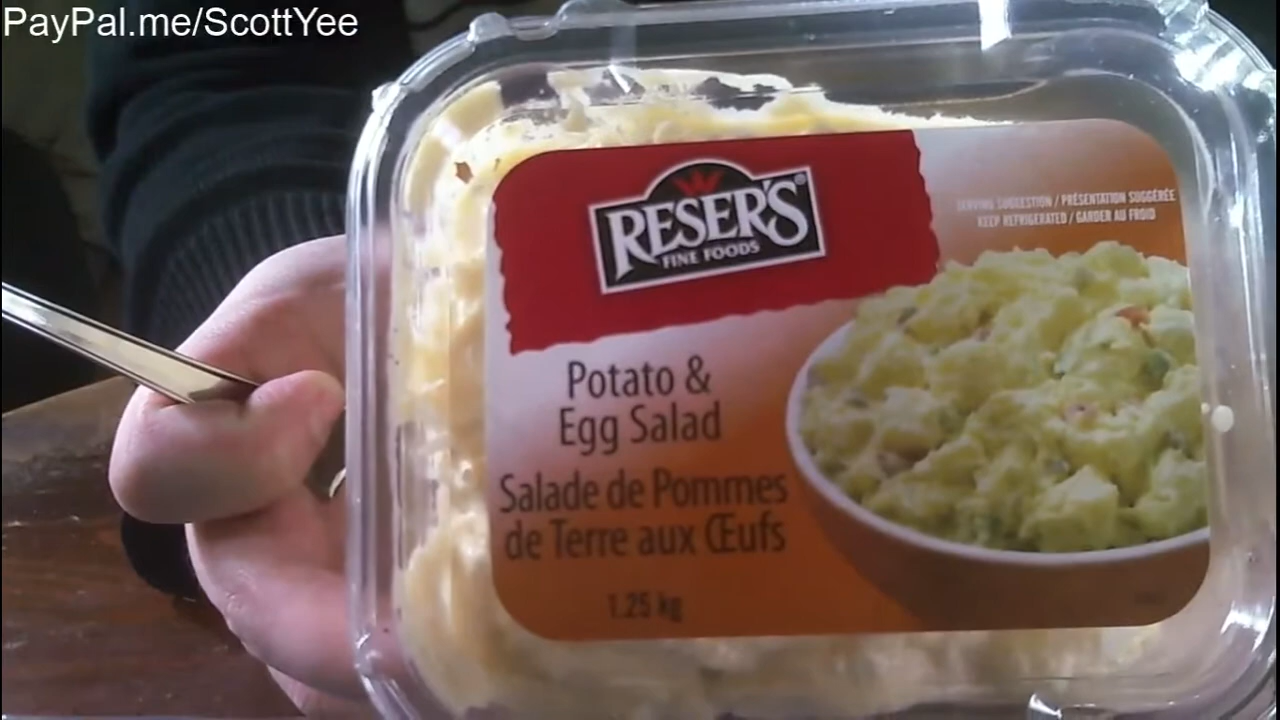 PayPal.me/ScottYee
RESER'S®
FINE FOODS
SERVING SUGGESTION / PRÉSENTATION SUGGÉRÉE
KEEP REFRIGERATED / GARDER AU FROID
Potato &
Egg Salad
Salade de Pommes
de Terre aux Œufs
1.25 kg